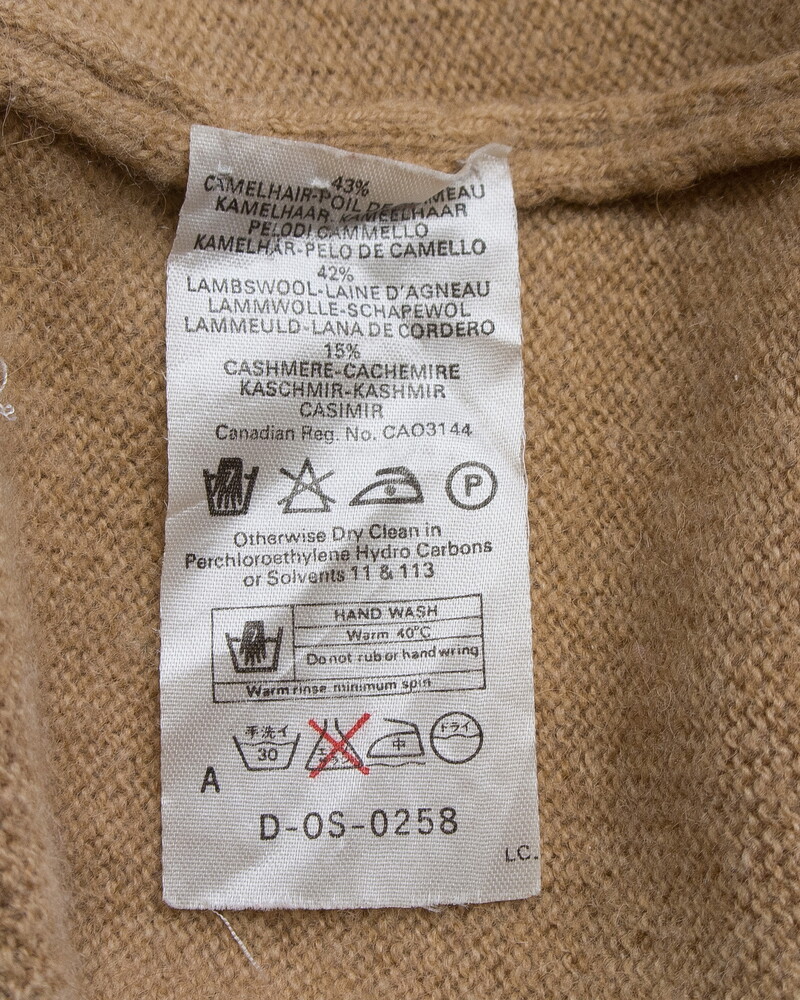 43%
CAMELHAIR-POIL DE CHAMEAU
KAMELHAAR. KAMEELHAAR
PELODI CAMMELLO
KAMELHÅR-PELO DE CAMELLO
42%
LAMBSWOOL-LAINE D'AGNEAU
LAMMWOLLE-SCHAPEWOL
LAMMEULD-LANA DE CORDERO
15%
CASHMERE-CACHEMIRE
KASCHMIR-KASHMIR
CASIMIR
Canadian Reg. No. CAO3144
P
Otherwise Dry Clean in
Perchloroethylene Hydro Carbons
or Solvents 11 & 113
HAND WASH
Warm 40°C
Do not rub or hand wring
Warm rinse minimum spin
手洗イ 30 中 ドライ
A
D-OS-0258
LC.